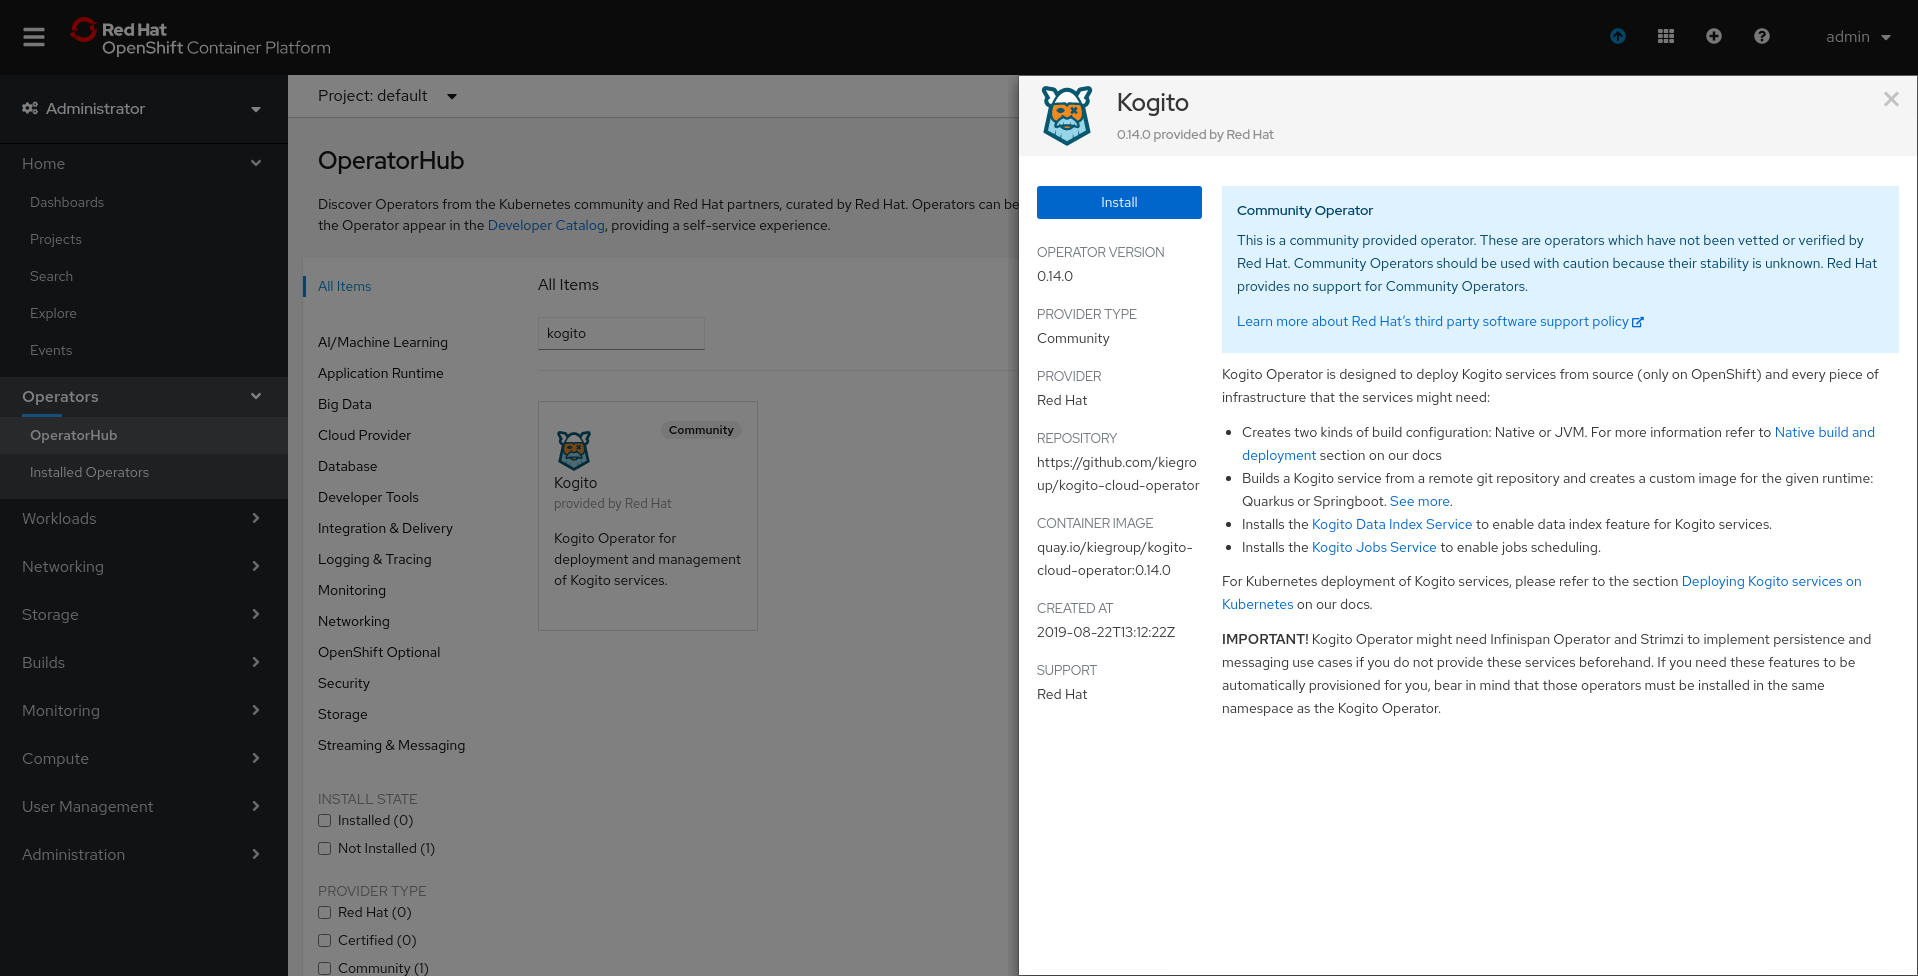 Red Hat
OpenShift Container Platform
admin
Administrator
Home
Dashboards
Projects
Search
Explore
Events
Operators
OperatorHub
Installed Operators
Workloads
Networking
Storage
Builds
Monitoring
Compute
User Management
Administration
Project: default
OperatorHub
Discover Operators from the Kubernetes community and Red Hat partners, curated by Red Hat. Operators can be
the Operator appear in the Developer Catalog, providing a self-service experience.
All Items
AI/Machine Learning
Application Runtime
Big Data
Cloud Provider
Database
Developer Tools
Integration & Delivery
Logging & Tracing
Monitoring
Networking
OpenShift Optional
Security
Storage
Streaming & Messaging
INSTALL STATE
Installed (0)
Not Installed (1)
PROVIDER TYPE
Red Hat (0)
Certified (0)
Community (1)
All Items
kogito
Community
Kogito
provided by Red Hat
Kogito Operator for
deployment and management
of Kogito services.
Kogito
0.14.0 provided by Red Hat
Install
OPERATOR VERSION
0.14.0
PROVIDER TYPE
Community
PROVIDER
Red Hat
REPOSITORY
https://github.com/kiegro
up/kogito-cloud-operator
CONTAINER IMAGE
quay.io/kiegroup/kogito-
cloud-operator:0.14.0
CREATED AT
2019-08-22T13:12:22Z
SUPPORT
Red Hat
Community Operator
This is a community provided operator. These are operators which have not been vetted or verified by
Red Hat. Community Operators should be used with caution because their stability is unknown. Red Hat
provides no support for Community Operators.
Learn more about Red Hat's third party software support policy
Kogito Operator is designed to deploy Kogito services from source (only on OpenShift) and every piece of
infrastructure that the services might need:
• Creates two kinds of build configuration: Native or JVM. For more information refer to Native build and
deployment section on our docs
• Builds a Kogito service from a remote git repository and creates a custom image for the given runtime:
Quarkus or Springboot. See more.
• Installs the Kogito Data Index Service to enable data index feature for Kogito services.
• Installs the Kogito Jobs Service to enable jobs scheduling.
For Kubernetes deployment of Kogito services, please refer to the section Deploying Kogito services on
Kubernetes on our docs.
IMPORTANT! Kogito Operator might need Infinispan Operator and Strimzi to implement persistence and
messaging use cases if you do not provide these services beforehand. If you need these features to be
automatically provisioned for you, bear in mind that those operators must be installed in the same
namespace as the Kogito Operator.